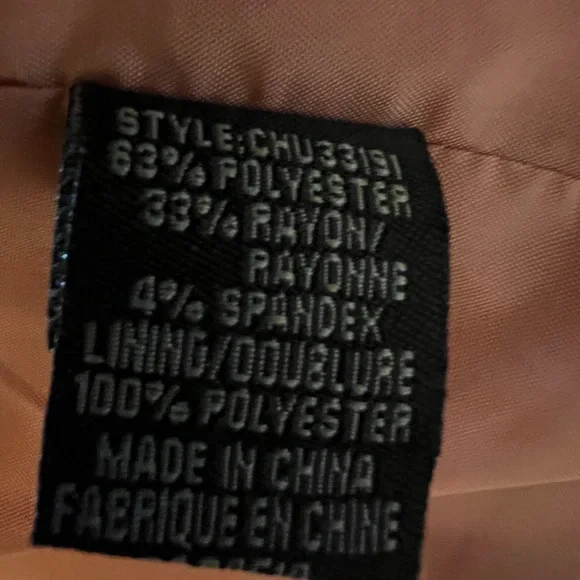 STYLE:CHU33191
63% POLYESTER
33% RAYON/
RAYONNE
4% SPANDEX
LINING/DOUBLURE
100% POLYESTER
MADE IN CHINA
FABRIQUE EN CHINE